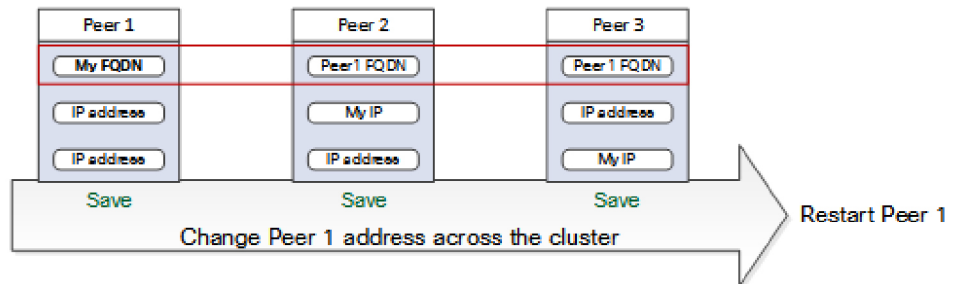 Peer 1 Peer 2 Peer 3
My FQDN Peer1 FQDN Peer1 FQDN
IP address My IP IP address
IP address IP address My IP
Save Save Save
Restart Peer 1
Change Peer 1 address across the cluster